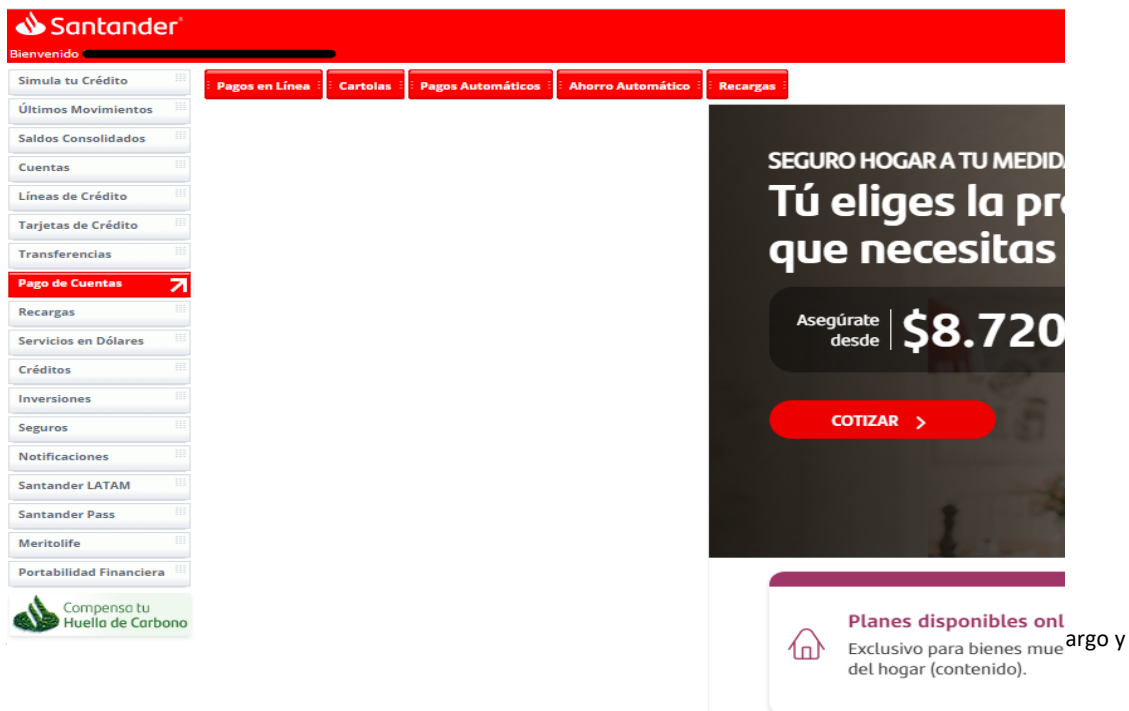 Santander
Bienvenido
Simula tu Crédito
Últimos Movimientos
Saldos Consolidados
Cuentas
Líneas de Crédito
Tarjetas de Crédito
Transferencias
Pago de Cuentas
Recargas
Servicios en Dólares
Créditos
Inversiones
Seguros
Notificaciones
Santander LATAM
Santander Pass
Meritolife
Portabilidad Financiera
Compensa tu
Huella de Carbono
Pagos en Línea Cartolas Pagos Automáticos Ahorro Automático Recargas
SEGURO HOGAR A TU MEDIDA
Tú eliges la pro
que necesitas
Asegúrate
desde
$8.720
COTIZAR
Planes disponibles onl
Exclusivo para bienes mue
del hogar (contenido).
argo y